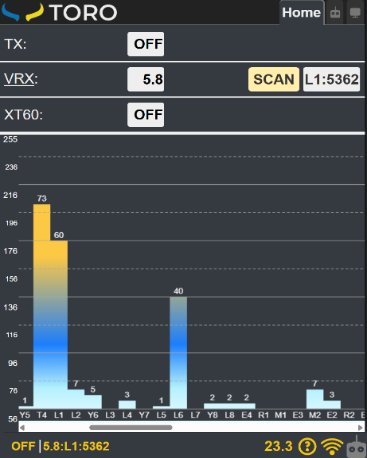 TORO
Home
TX: OFF
VRX: 5.8 SCAN L1:5362
XT60: OFF
255
236
216
196
176
156
136
116
96
76
56
1 73 60 7 5 3 1 40 2 2 2 7 3
Y5 T4 L1 L2 Y6 L3 L4 Y7 L5 L6 L7 Y8 L8 E4 R1 M1 E3 M2 E2 R2
OFF | 5.8:L1:5362 23.3